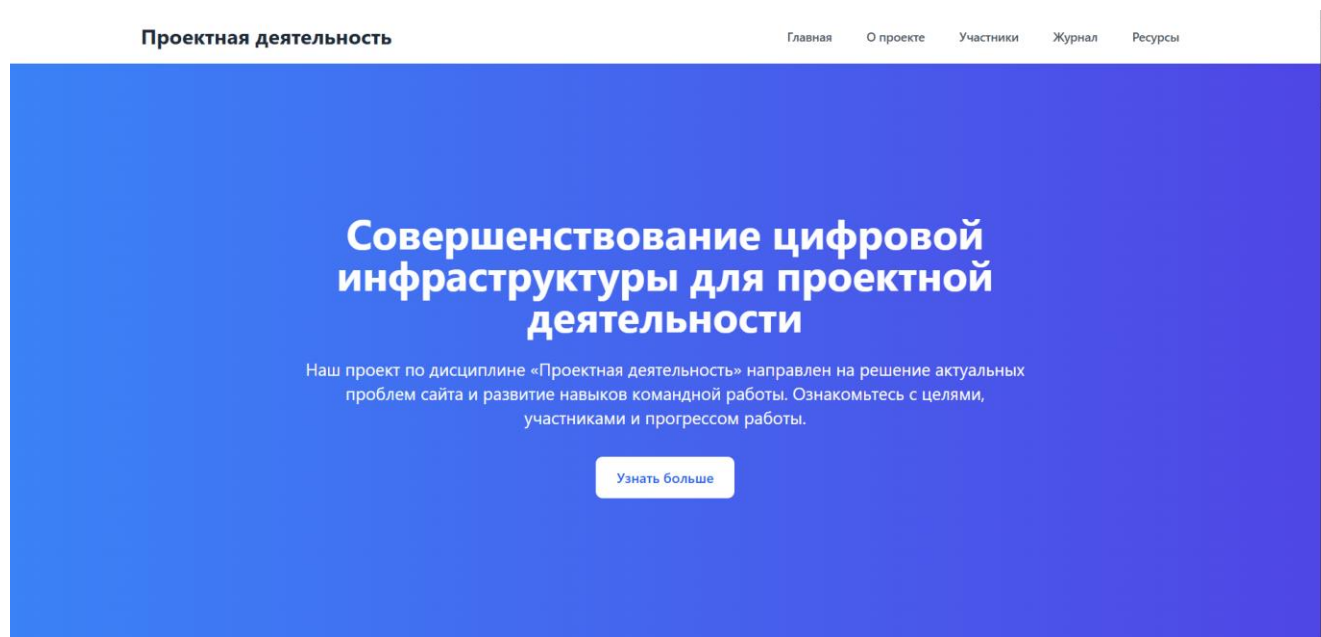 Проектная деятельность
Главная О проекте Участники Журнал Ресурсы
Совершенствование цифровой
инфраструктуры для проектной
деятельности
Наш проект по дисциплине «Проектная деятельность» направлен на решение актуальных
проблем сайта и развитие навыков командной работы. Ознакомьтесь с целями,
участниками и прогрессом работы.
Узнать больше